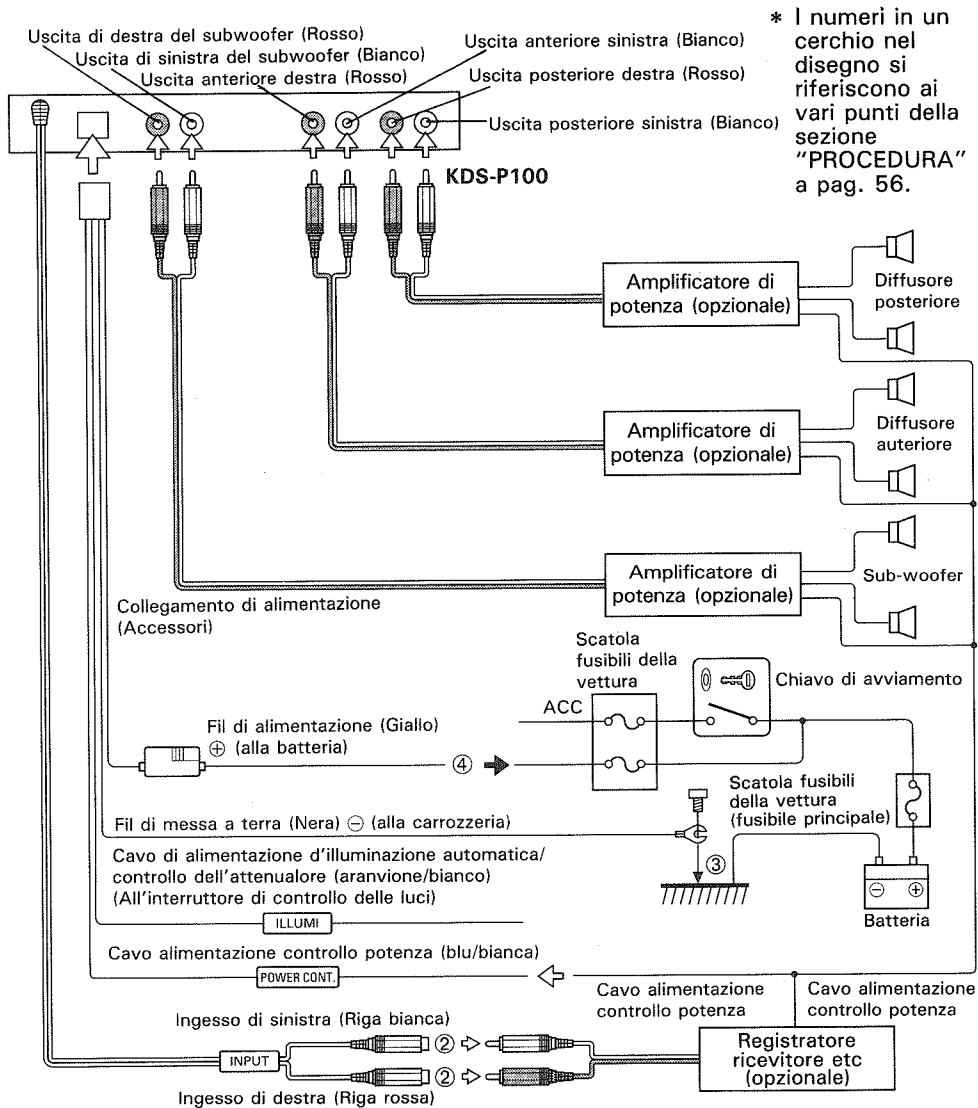 Uscita di destra del subwoofer (Rosso)
Uscita di sinistra del subwoofer (Bianco)
Uscita anteriore destra (Rosso)
Uscita anteriore sinistra (Bianco)
Uscita posteriore destra (Rosso)
Uscita posteriore sinistra (Bianco)
* I numeri in un
cerchio nel
disegno si
riferiscono ai
vari punti della
sezione
"PROCEDURA"
a pag. 56.
KDS-P100
Amplificatore di
potenza (opzionale)
Diffusore
posteriore
Amplificatore di
potenza (opzionale)
Diffusore
auteriore
Amplificatore di
potenza (opzionale)
Sub-woofer
Collegamento di alimentazione
(Accessori)
Scatola
fusibili della
vettura
Chiavo di avviamento
ACC
Fil di alimentazione (Giallo)
⊕ (alla batteria)
④
Scatola fusibili
della vettura
(fusibile principale)
Fil di messa a terra (Nera) ⊖ (alla carrozzeria)
③
⊖ ⊕
Batteria
Cavo di alimentazione d'illuminazione automatica/
controllo dell'attenualore (aranvione/bianco)
(All'interruttore di controllo delle luci)
ILLUMI
Cavo alimentazione controllo potenza (blu/bianca)
POWER CONT.
Cavo alimentazione
controllo potenza
Cavo alimentazione
controllo potenza
Ingesso di sinistra (Riga bianca)
INPUT
②
②
Ingesso di destra (Riga rossa)
Registratore
ricevitore etc
(opzionale)